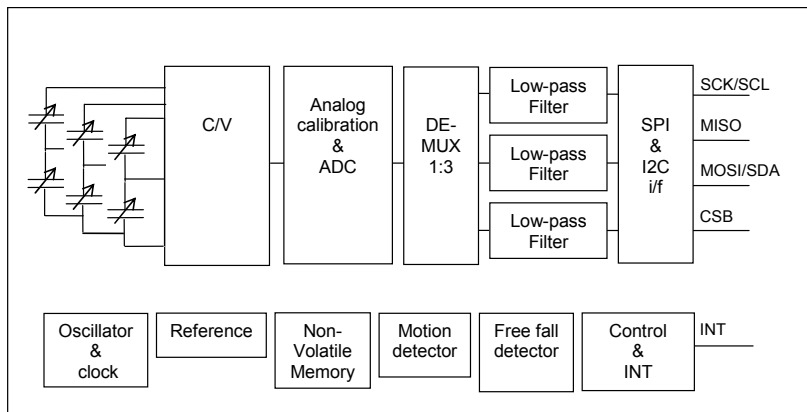 C/V
Analog
calibration
&
ADC
DE-
MUX
1:3
Low-pass
Filter
Low-pass
Filter
Low-pass
Filter
SPI
&
I2C
i/f
SCK/SCL
MISO
MOSI/SDA
CSB
Oscillator
&
clock
Reference
Non-
Volatile
Memory
Motion
detector
Free fall
detector
Control
&
INT
INT